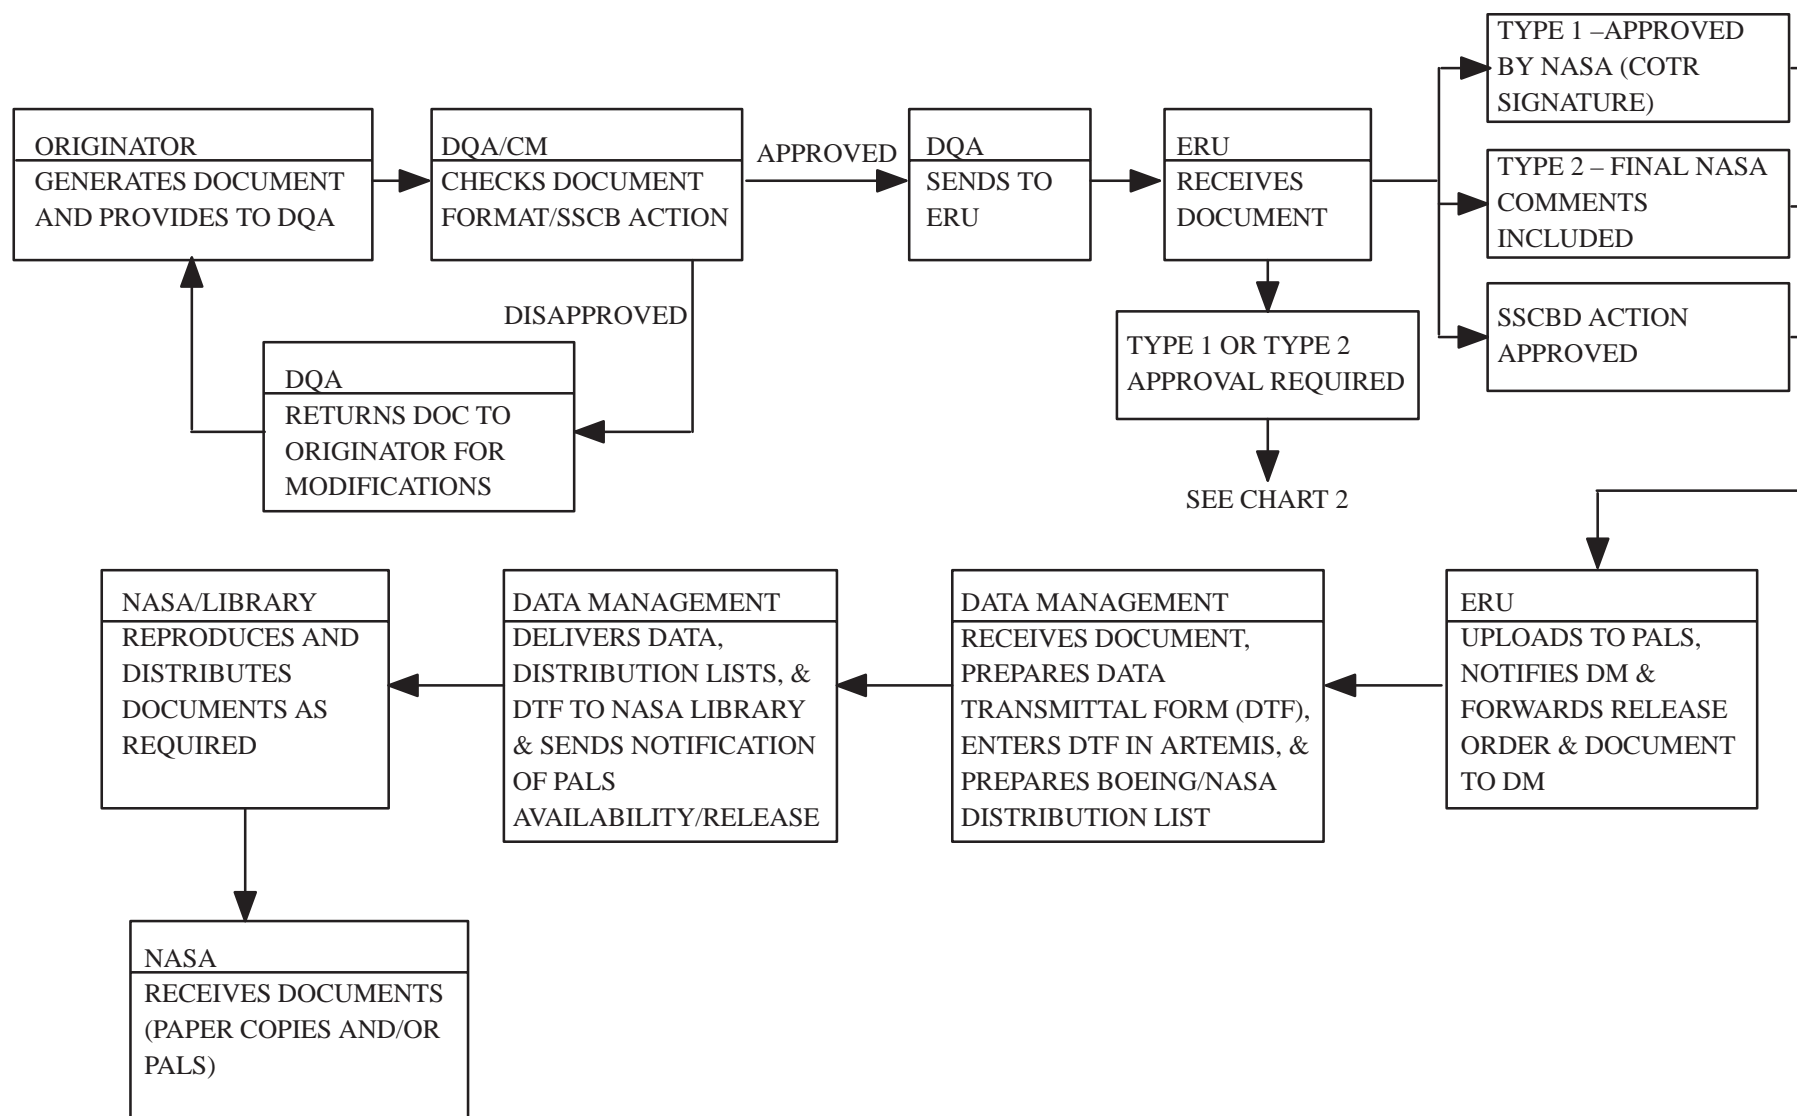 ORIGINATOR
GENERATES DOCUMENT
AND PROVIDES TO DQA
DQA/CM
CHECKS DOCUMENT
FORMAT/SSCB ACTION
APPROVED
DISAPPROVED
DQA
RETURNS DOC TO
ORIGINATOR FOR
MODIFICATIONS
DQA
SENDS TO
ERU
ERU
RECEIVES
DOCUMENT
TYPE 1 OR TYPE 2
APPROVAL REQUIRED
SEE CHART 2
TYPE 1 –APPROVED
BY NASA (COTR
SIGNATURE)
TYPE 2 – FINAL NASA
COMMENTS
INCLUDED
SSCBD ACTION
APPROVED
ERU
UPLOADS TO PALS,
NOTIFIES DM &
FORWARDS RELEASE
ORDER & DOCUMENT
TO DM
DATA MANAGEMENT
RECEIVES DOCUMENT,
PREPARES DATA
TRANSMITTAL FORM (DTF),
ENTERS DTF IN ARTEMIS, &
PREPARES BOEING/NASA
DISTRIBUTION LIST
DATA MANAGEMENT
DELIVERS DATA,
DISTRIBUTION LISTS, &
DTF TO NASA LIBRARY
& SENDS NOTIFICATION
OF PALS
AVAILABILITY/RELEASE
NASA/LIBRARY
REPRODUCES AND
DISTRIBUTES
DOCUMENTS AS
REQUIRED
NASA
RECEIVES DOCUMENTS
(PAPER COPIES AND/OR
PALS)